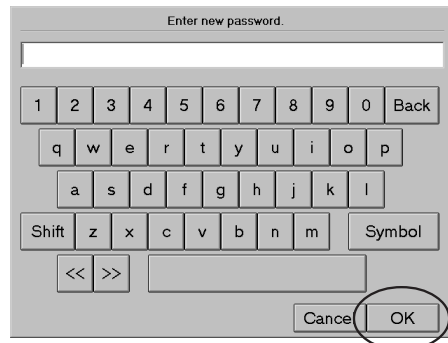 Enter new password.
1 2 3 4 5 6 7 8 9 0 Back
q w e r t y u i o p
a s d f g h j k l
Shift z x c v b n m Symbol
<< >>
Cancel OK